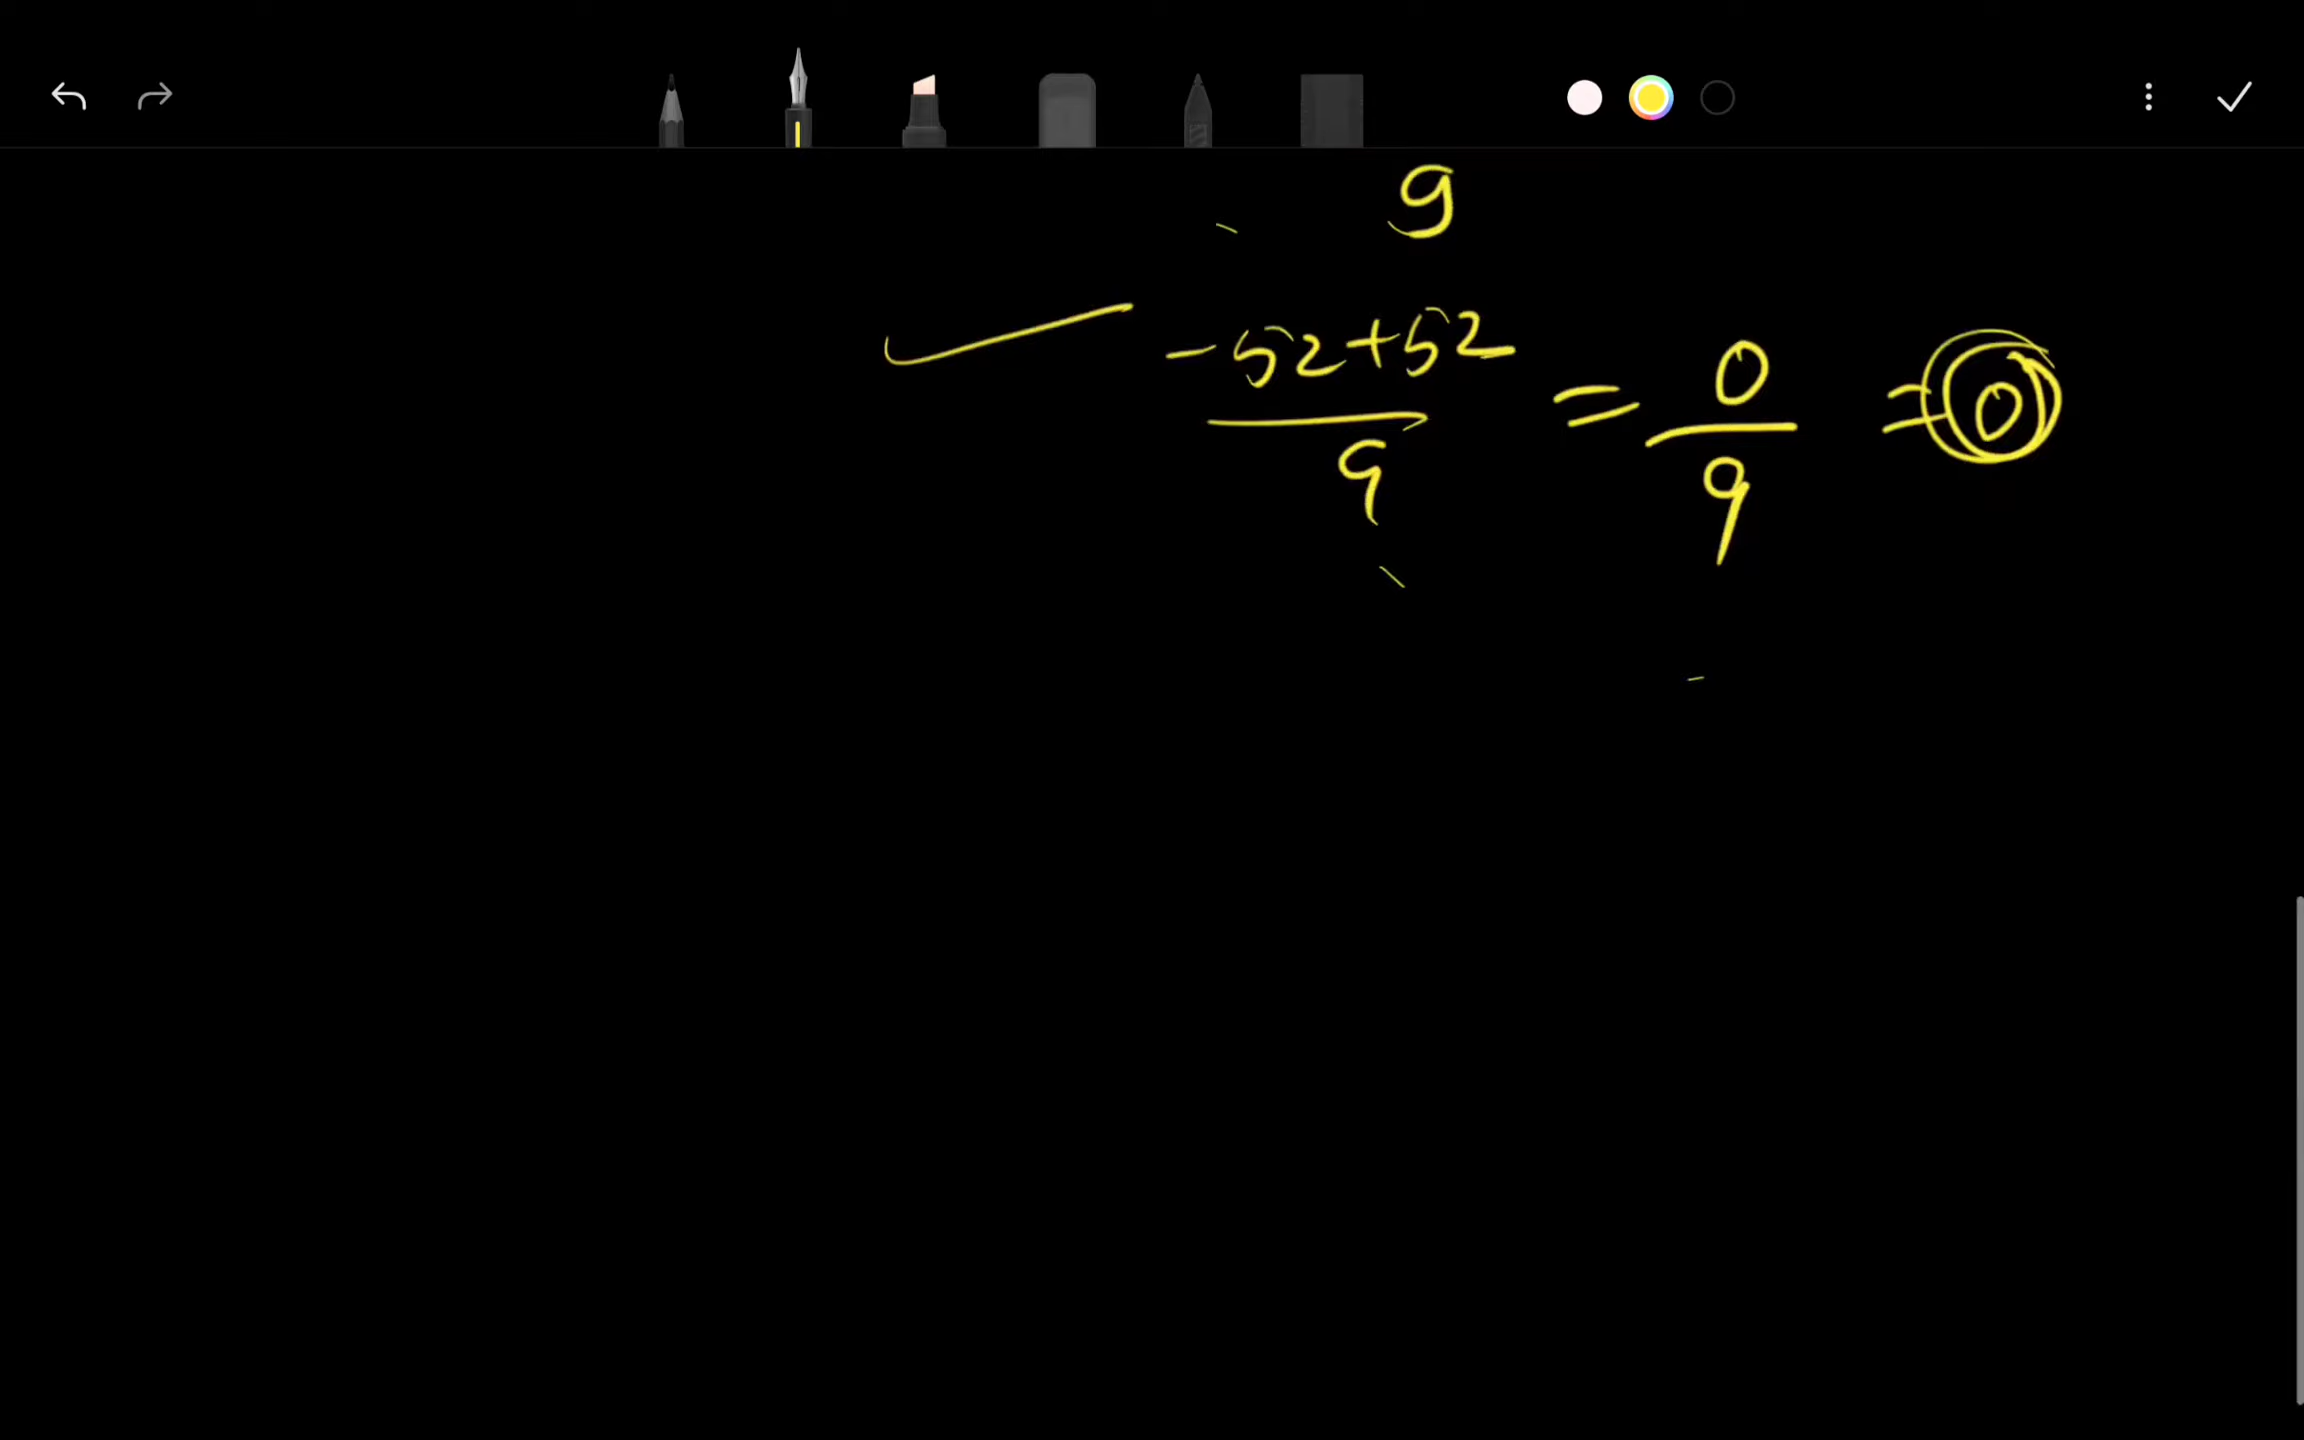 9
-52+52 / 9 = 0/9 = 0